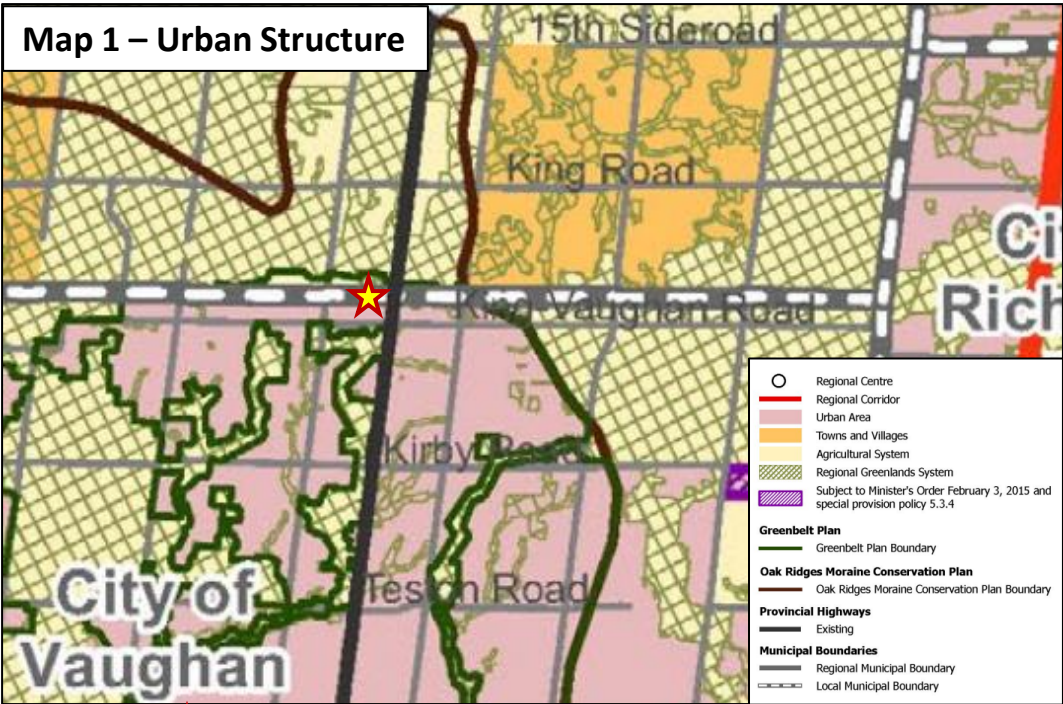 Map 1 – Urban Structure
15th Sideroad
King Road
King-Vaughan Road
Kirby Road
Teston Road
City of
Vaughan
Ci
Rich
Regional Centre
Regional Corridor
Urban Area
Towns and Villages
Agricultural System
Regional Greenlands System
Subject to Minister's Order February 3, 2015 and
special provision policy 5.3.4
Greenbelt Plan
Greenbelt Plan Boundary
Oak Ridges Moraine Conservation Plan
Oak Ridges Moraine Conservation Plan Boundary
Provincial Highways
Existing
Municipal Boundaries
Regional Municipal Boundary
Local Municipal Boundary